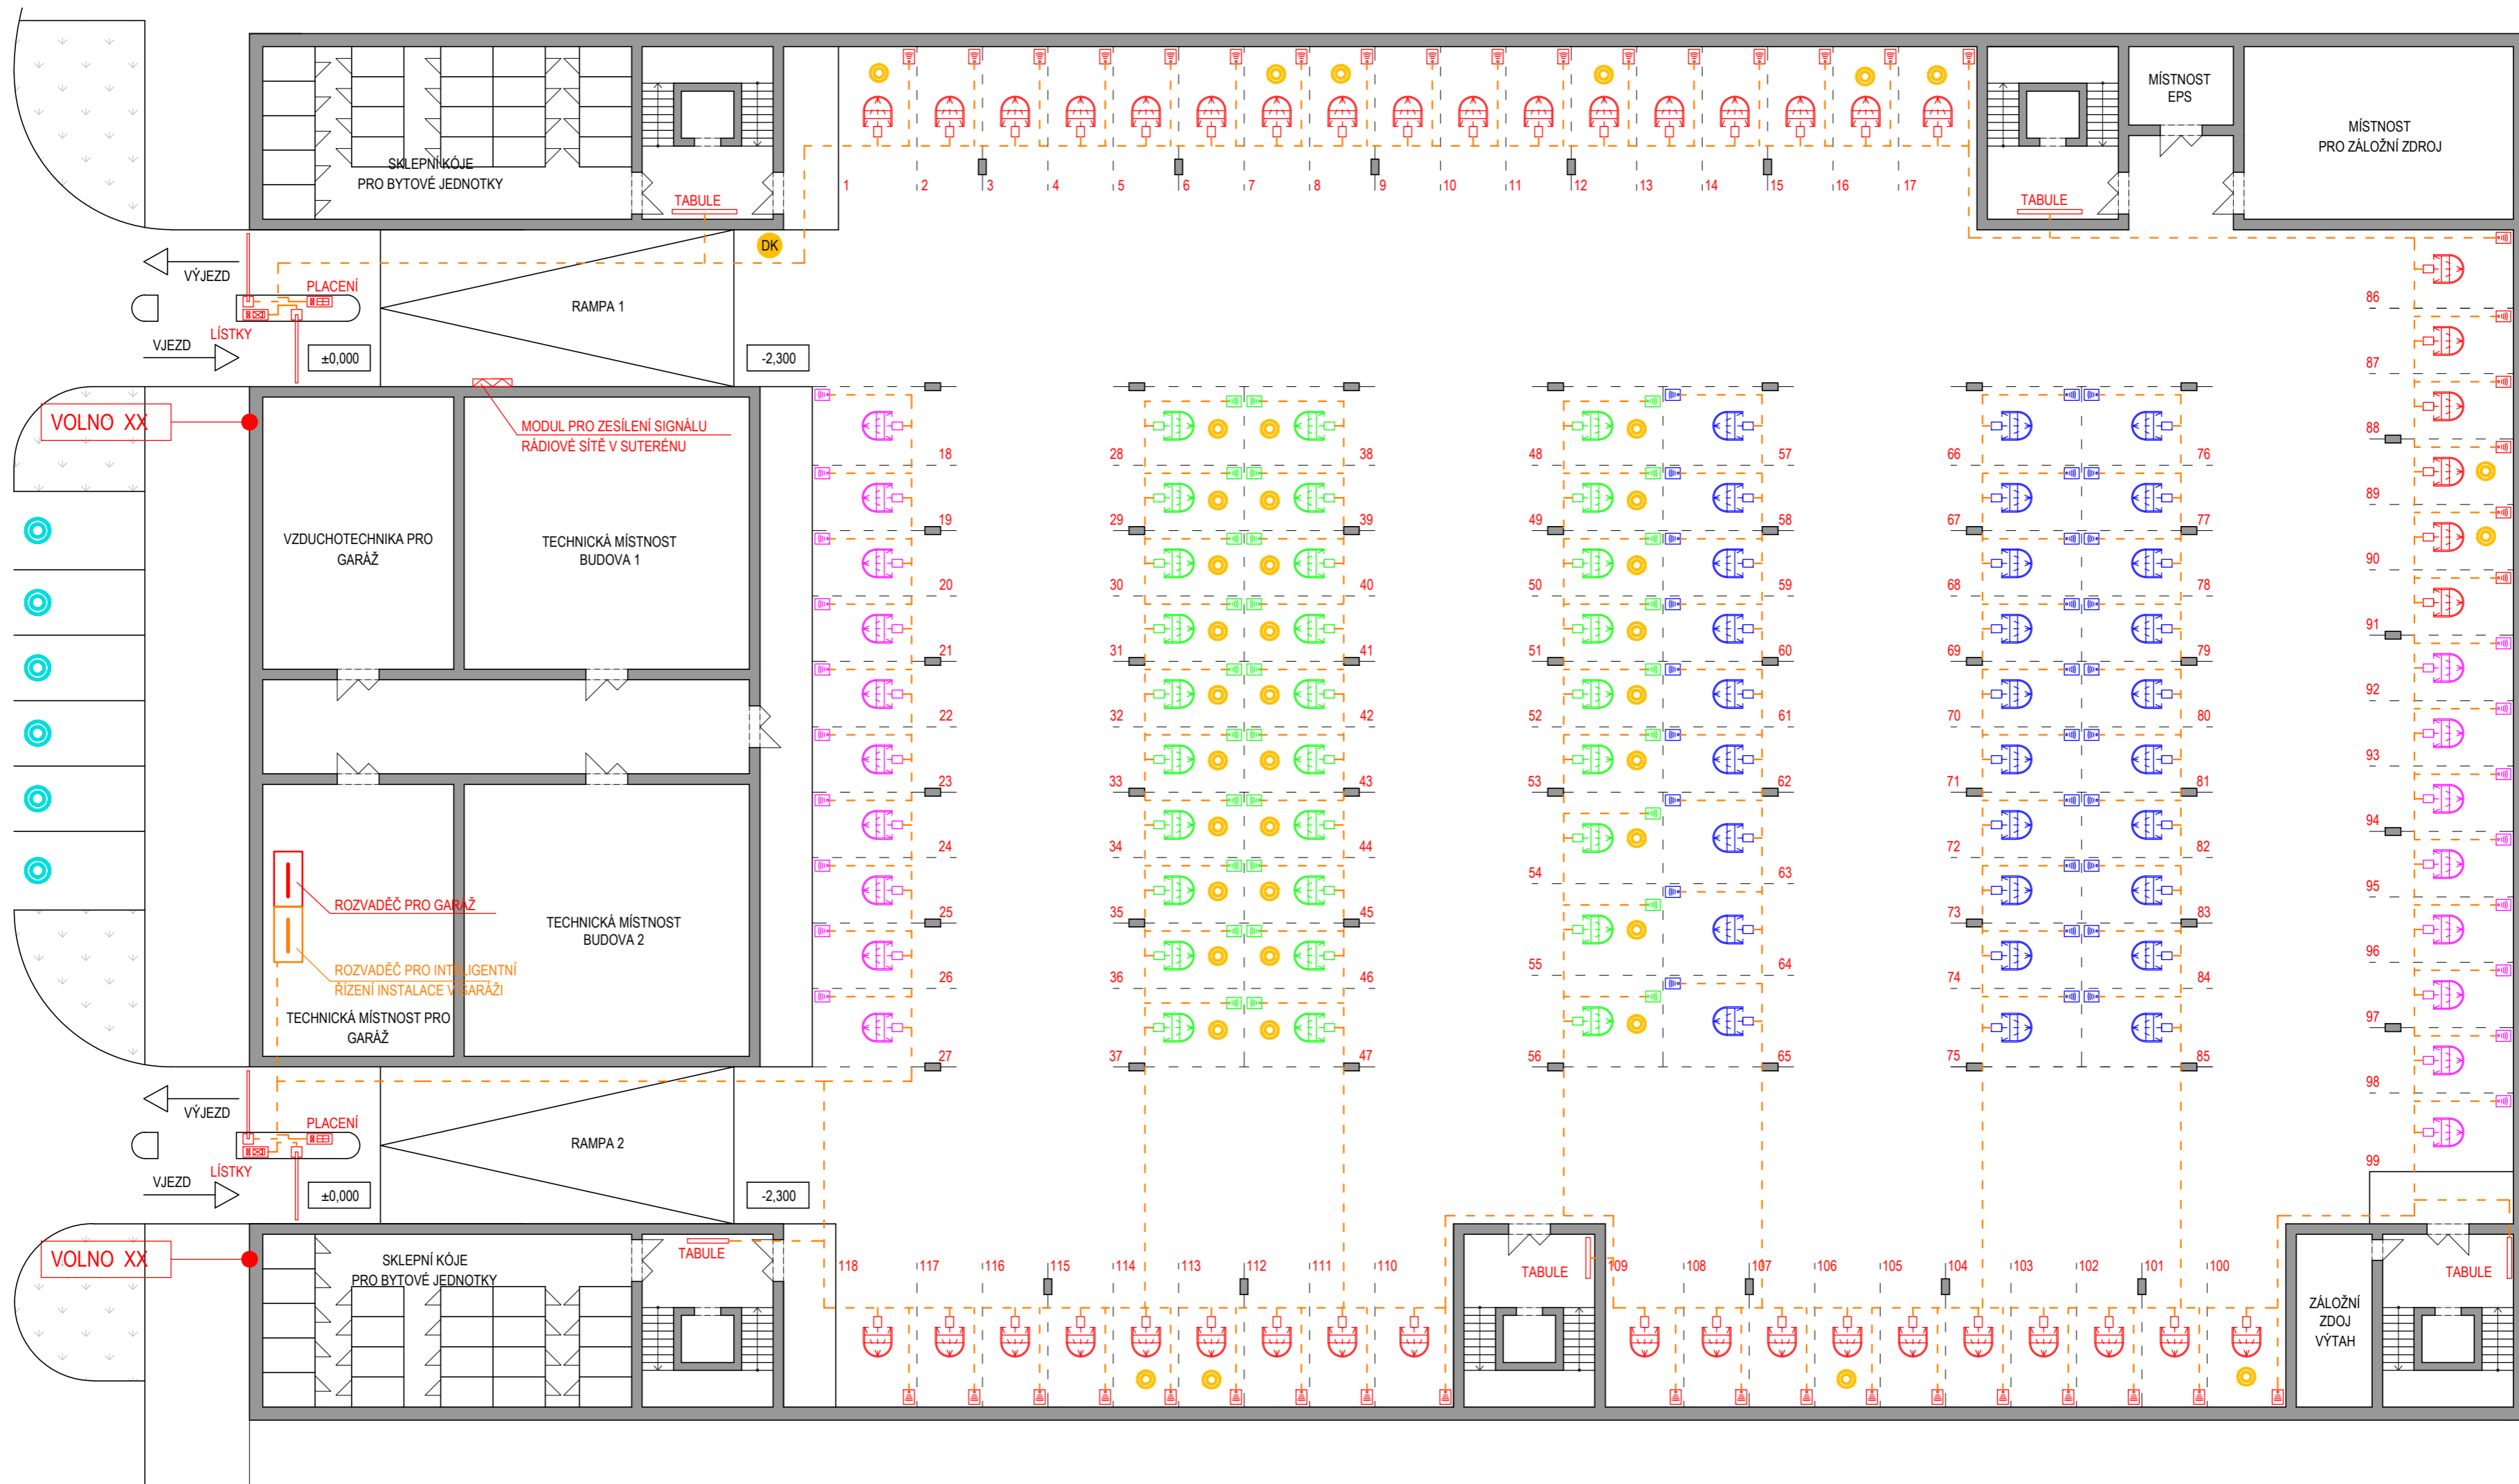 SKLEPNÍ KÓJE
PRO BYTOVÉ JEDNOTKY
TABULE
DK
1
2
3
4
5
6
7
8
9
10
11
12
13
14
15
16
17
TABULE
MÍSTNOST
EPS
MÍSTNOST
PRO ZÁLOŽNÍ ZDROJ
VÝJEZD
PLACENÍ
LÍSTKY
VJEZD
±0,000
RAMPA 1
-2,300
VOLNO XX
MODUL PRO ZESÍLENÍ SIGNÁLU
RÁDIOVÉ SÍTĚ V SUTERÉNU
VZDUCHOTECHNIKA PRO
GARÁŽ
TECHNICKÁ MÍSTNOST
BUDOVA 1
ROZVADĚČ PRO GARÁŽ
ROZVADĚČ PRO INTELIGENTNÍ
ŘÍZENÍ INSTALACE V GARÁŽI
TECHNICKÁ MÍSTNOST PRO
GARÁŽ
TECHNICKÁ MÍSTNOST
BUDOVA 2
18
19
20
21
22
23
24
25
26
27
28
29
30
31
32
33
34
35
36
37
38
39
40
41
42
43
44
45
46
47
48
49
50
51
52
53
54
55
56
57
58
59
60
61
62
63
64
65
66
67
68
69
70
71
72
73
74
75
76
77
78
79
80
81
82
83
84
85
86
87
88
89
90
91
92
93
94
95
96
97
98
99
VÝJEZD
PLACENÍ
LÍSTKY
VJEZD
±0,000
RAMPA 2
-2,300
VOLNO XX
SKLEPNÍ KÓJE
PRO BYTOVÉ JEDNOTKY
TABULE
118
117
116
115
114
113
112
111
110
TABULE
109
108
107
106
105
104
103
102
101
100
ZÁLOŽNÍ
ZDOJ
VÝTAH
TABULE